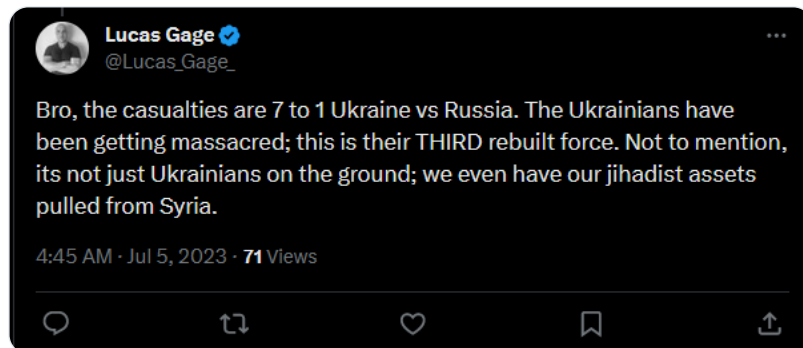 Lucas Gage
@Lucas_Gage_
Bro, the casualties are 7 to 1 Ukraine vs Russia. The Ukrainians have
been getting massacred; this is their THIRD rebuilt force. Not to mention,
its not just Ukrainians on the ground; we even have our jihadist assets
pulled from Syria.
4:45 AM · Jul 5, 2023 · 71 Views